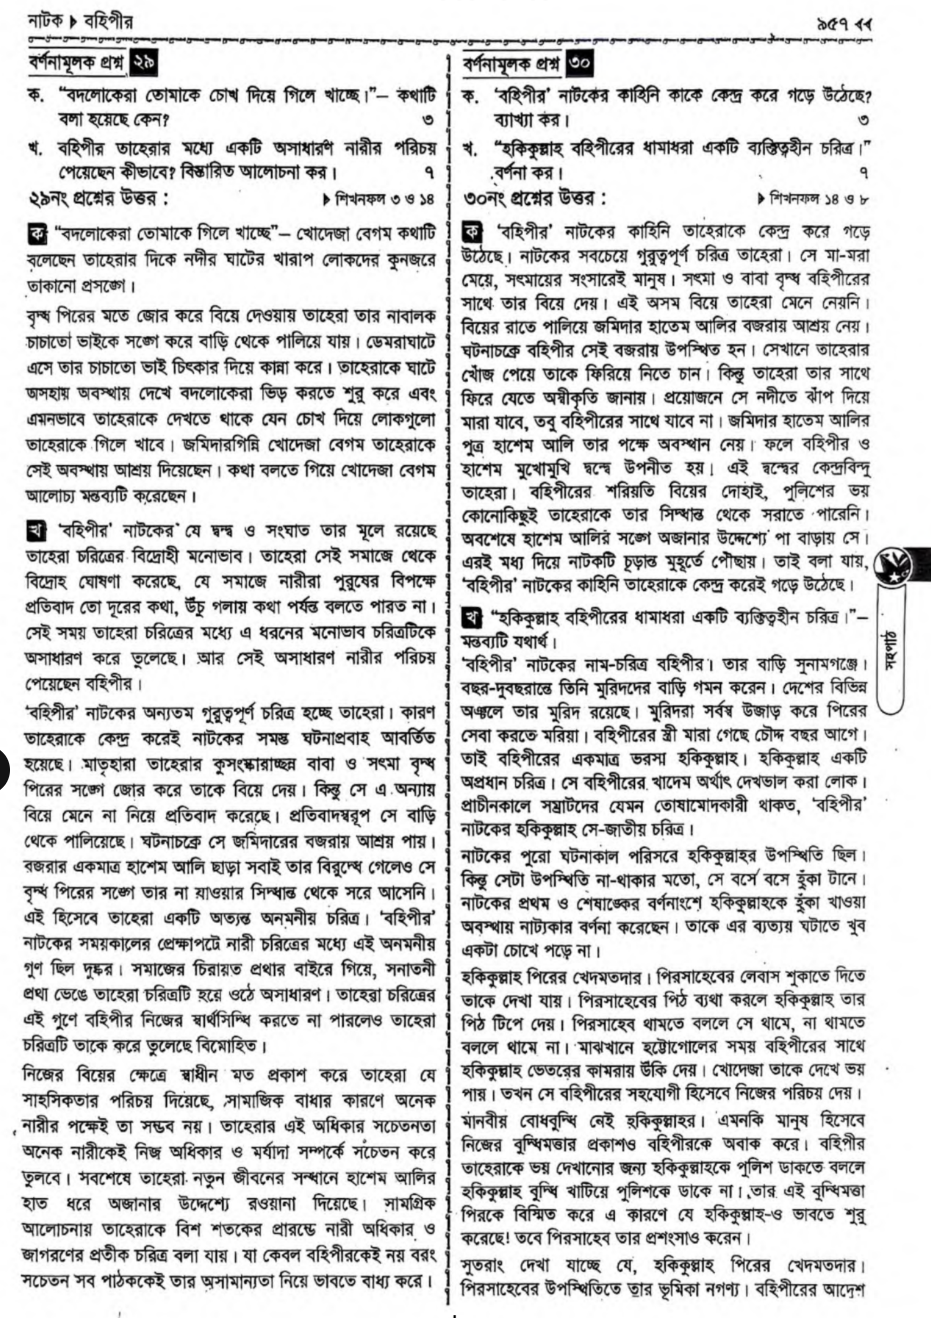 নাটক ▶ বহিপীর
৯৫৭ ◀◀
বর্ণনামূলক প্রশ্ন ২৯
ক. “বদলোকেরা তোমাকে চোখ দিয়ে গিলে খাচ্ছে।”— কথাটি
বলা হয়েছে কেন? ৩
খ. বহিপীর তাহেরার মধ্যে একটি অসাধারণ নারীর পরিচয়
পেয়েছেন কীভাবে? বিস্তারিত আলোচনা কর। ৭
২৯নং প্রশ্নের উত্তর : ▶ শিখনফল ৩ ও ১৪
ক “বদলোকেরা তোমাকে গিলে খাচ্ছে”— খোদেজা বেগম কথাটি
বলেছেন তাহেরার দিকে নদীর ঘাটের খারাপ লোকদের কুনজরে
তাকানো প্রসঙ্গে।
বৃদ্ধ পিরের মতে জোর করে বিয়ে দেওয়ায় তাহেরা তার নাবালক
চাচাতো ভাইকে সঙ্গে করে বাড়ি থেকে পালিয়ে যায়। ডেমরাঘাটে
এসে তার চাচাতো ভাই চিৎকার দিয়ে কান্না করে। তাহেরাকে ঘাটে
অসহায় অবস্থায় দেখে বদলোকেরা ভিড় করতে শুরু করে এবং
এমনভাবে তাহেরাকে দেখতে থাকে যেন চোখ দিয়ে লোকগুলো
তাহেরাকে গিলে খাবে। জমিদারগিন্নি খোদেজা বেগম তাহেরাকে
সেই অবস্থায় আশ্রয় দিয়েছেন। কথা বলতে গিয়ে খোদেজা বেগম
আলোচ্য মন্তব্যটি করেছেন।
খ ‘বহিপীর’ নাটকের যে দ্বন্দ্ব ও সংঘাত তার মূলে রয়েছে
তাহেরা চরিত্রের বিদ্রোহী মনোভাব। তাহেরা সেই সমাজে থেকে
বিদ্রোহ ঘোষণা করেছে, যে সমাজে নারীরা পুরুষের বিপক্ষে
প্রতিবাদ তো দূরের কথা, উঁচু গলায় কথা পর্যন্ত বলতে পারত না।
সেই সময় তাহেরা চরিত্রের মধ্যে এ ধরনের মনোভাব চরিত্রটিকে
অসাধারণ করে তুলেছে। আর সেই অসাধারণ নারীর পরিচয়
পেয়েছেন বহিপীর।
‘বহিপীর’ নাটকের অন্যতম গুরুত্বপূর্ণ চরিত্র হচ্ছে তাহেরা। কারণ
তাহেরাকে কেন্দ্র করেই নাটকের সমস্ত ঘটনাপ্রবাহ আবর্তিত
হয়েছে। মাতৃহারা তাহেরার কুসংস্কারাচ্ছন্ন বাবা ও সৎমা বৃদ্ধ
পিরের সঙ্গে জোর করে তাকে বিয়ে দেয়। কিন্তু সে এ অন্যায়
বিয়ে মেনে না নিয়ে প্রতিবাদ করেছে। প্রতিবাদস্বরূপ সে বাড়ি
থেকে পালিয়েছে। ঘটনাচক্রে সে জমিদারের বজরায় আশ্রয় পায়।
বজরার একমাত্র হাশেম আলি ছাড়া সবাই তার বিরুদ্ধে গেলেও সে
বৃদ্ধ পিরের সঙ্গে তার না যাওয়ার সিদ্ধান্ত থেকে সরে আসেনি।
এই হিসেবে তাহেরা একটি অত্যন্ত অনমনীয় চরিত্র। ‘বহিপীর’
নাটকের সময়কালের প্রেক্ষাপটে নারী চরিত্রের মধ্যে এই অনমনীয়
গুণ ছিল দুষ্কর। সমাজের চিরায়ত প্রথার বাইরে গিয়ে, সনাতনী
প্রথা ভেঙে তাহেরা চরিত্রটি হয়ে ওঠে অসাধারণ। তাহেরা চরিত্রের
এই গুণে বহিপীর নিজের স্বার্থসিদ্ধি করতে না পারলেও তাহেরা
চরিত্রটি তাকে করে তুলেছে বিমোহিত।
নিজের বিয়ের ক্ষেত্রে স্বাধীন মত প্রকাশ করে তাহেরা যে
সাহসিকতার পরিচয় দিয়েছে, সামাজিক বাধার কারণে অনেক
নারীর পক্ষেই তা সম্ভব নয়। তাহেরার এই অধিকার সচেতনতা
অনেক নারীকেই নিজ অধিকার ও মর্যাদা সম্পর্কে সচেতন করে
তুলবে। সবশেষে তাহেরা নতুন জীবনের সন্ধানে হাশেম আলির
হাত ধরে অজানার উদ্দেশ্যে রওয়ানা দিয়েছে। সামগ্রিক
আলোচনায় তাহেরাকে বিশ শতকের প্রারম্ভে নারী অধিকার ও
জাগরণের প্রতীক চরিত্র বলা যায়। যা কেবল বহিপীরকেই নয় বরং
সচেতন সব পাঠককেই তার অসামান্যতা নিয়ে ভাবতে বাধ্য করে।
বর্ণনামূলক প্রশ্ন ৩০
ক. ‘বহিপীর’ নাটকের কাহিনি কাকে কেন্দ্র করে গড়ে উঠেছে?
ব্যাখ্যা কর। ৩
খ. “হকিকুল্লাহ বহিপীরের ধামাধরা একটি ব্যক্তিত্বহীন চরিত্র।”
বর্ণনা কর। ৭
৩০নং প্রশ্নের উত্তর : ▶ শিখনফল ১৪ ও ৮
ক ‘বহিপীর’ নাটকের কাহিনি তাহেরাকে কেন্দ্র করে গড়ে
উঠেছে। নাটকের সবচেয়ে গুরুত্বপূর্ণ চরিত্র তাহেরা। সে মা-মরা
মেয়ে, সৎমায়ের সংসারেই মানুষ। সৎমা ও বাবা বৃদ্ধ বহিপীরের
সাথে তার বিয়ে দেয়। এই অসম বিয়ে তাহেরা মেনে নেয়নি।
বিয়ের রাতে পালিয়ে জমিদার হাতেম আলির বজরায় আশ্রয় নেয়।
ঘটনাচক্রে বহিপীর সেই বজরায় উপস্থিত হন। সেখানে তাহেরার
খোঁজ পেয়ে তাকে ফিরিয়ে নিতে চান। কিন্তু তাহেরা তার সাথে
ফিরে যেতে অস্বীকৃতি জানায়। প্রয়োজনে সে নদীতে ঝাঁপ দিয়ে
মারা যাবে, তবু বহিপীরের সাথে যাবে না। জমিদার হাতেম আলির
পুত্র হাশেম আলি তার পক্ষে অবস্থান নেয়। ফলে বহিপীর ও
হাশেম মুখোমুখি দ্বন্দ্বে উপনীত হয়। এই দ্বন্দ্বের কেন্দ্রবিন্দু
তাহেরা। বহিপীরের শরিয়তি বিয়ের দোহাই, পুলিশের ভয়
কোনোকিছুই তাহেরাকে তার সিদ্ধান্ত থেকে সরাতে পারেনি।
অবশেষে হাশেম আলির সঙ্গে অজানার উদ্দেশ্যে পা বাড়ায় সে।
এরই মধ্য দিয়ে নাটকটি চূড়ান্ত মুহূর্তে পৌছায়। তাই বলা যায়,
‘বহিপীর’ নাটকের কাহিনি তাহেরাকে কেন্দ্র করেই গড়ে উঠেছে।
খ “হকিকুল্লাহ বহিপীরের ধামাধরা একটি ব্যক্তিত্বহীন চরিত্র।”—
মন্তব্যটি যথার্থ।
‘বহিপীর’ নাটকের নাম-চরিত্র বহিপীর। তার বাড়ি সুনামগঞ্জে।
বছর-দুবছরান্তে তিনি মুরিদদের বাড়ি গমন করেন। দেশের বিভিন্ন
অঞ্চলে তার মুরিদ রয়েছে। মুরিদরা সর্বস্ব উজাড় করে পিরের
সেবা করতে মরিয়া। বহিপীরের স্ত্রী মারা গেছে চৌদ্দ বছর আগে।
তাই বহিপীরের একমাত্র ভরসা হকিকুল্লাহ। হকিকুল্লাহ একটি
অপ্রধান চরিত্র। সে বহিপীরের খাদেম অর্থাৎ দেখভাল করা লোক।
প্রাচীনকালে সম্রাটদের যেমন তোষামোদকারী থাকত, ‘বহিপীর’
নাটকের হকিকুল্লাহ সে-জাতীয় চরিত্র।
নাটকের পুরো ঘটনাকাল পরিসরে হকিকুল্লাহর উপস্থিতি ছিল।
কিন্তু সেটা উপস্থিতি না-থাকার মতো, সে বসে বসে হুঁকা টানে।
নাটকের প্রথম ও শেষাঙ্কের বর্ণনাংশে হকিকুল্লাহকে হুঁকা খাওয়া
অবস্থায় নাট্যকার বর্ণনা করেছেন। তাকে এর ব্যত্যয় ঘটাতে খুব
একটা চোখে পড়ে না।
হকিকুল্লাহ পিরের খেদমতদার। পিরসাহেবের লেবাস শুকাতে দিতে
তাকে দেখা যায়। পিরসাহেবের পিঠ ব্যথা করলে হকিকুল্লাহ তার
পিঠ টিপে দেয়। পিরসাহেব থামতে বললে সে থামে, না থামতে
বললে থামে না। মাঝখানে হট্টোগোলের সময় বহিপীরের সাথে
হকিকুল্লাহ ভেতরের কামরায় উঁকি দেয়। খোদেজা তাকে দেখে ভয়
পায়। তখন সে বহিপীরের সহযোগী হিসেবে নিজের পরিচয় দেয়।
মানবীয় বোধবুদ্ধি নেই হকিকুল্লাহর। এমনকি মানুষ হিসেবে
নিজের বুদ্ধিমত্তার প্রকাশও বহিপীরকে অবাক করে। বহিপীর
তাহেরাকে ভয় দেখানোর জন্য হকিকুল্লাহকে পুলিশ ডাকতে বললে
হকিকুল্লাহ বুদ্ধি খাটিয়ে পুলিশকে ডাকে না। তার এই বুদ্ধিমত্তা
পিরকে বিস্মিত করে এ কারণে যে হকিকুল্লাহ-ও ভাবতে শুরু
করেছে! তবে পিরসাহেব তার প্রশংসাও করেন।
সুতরাং দেখা যাচ্ছে যে, হকিকুল্লাহ পিরের খেদমতদার।
পিরসাহেবের উপস্থিতিতে তার ভূমিকা নগণ্য। বহিপীরের আদেশ
সহপাঠ